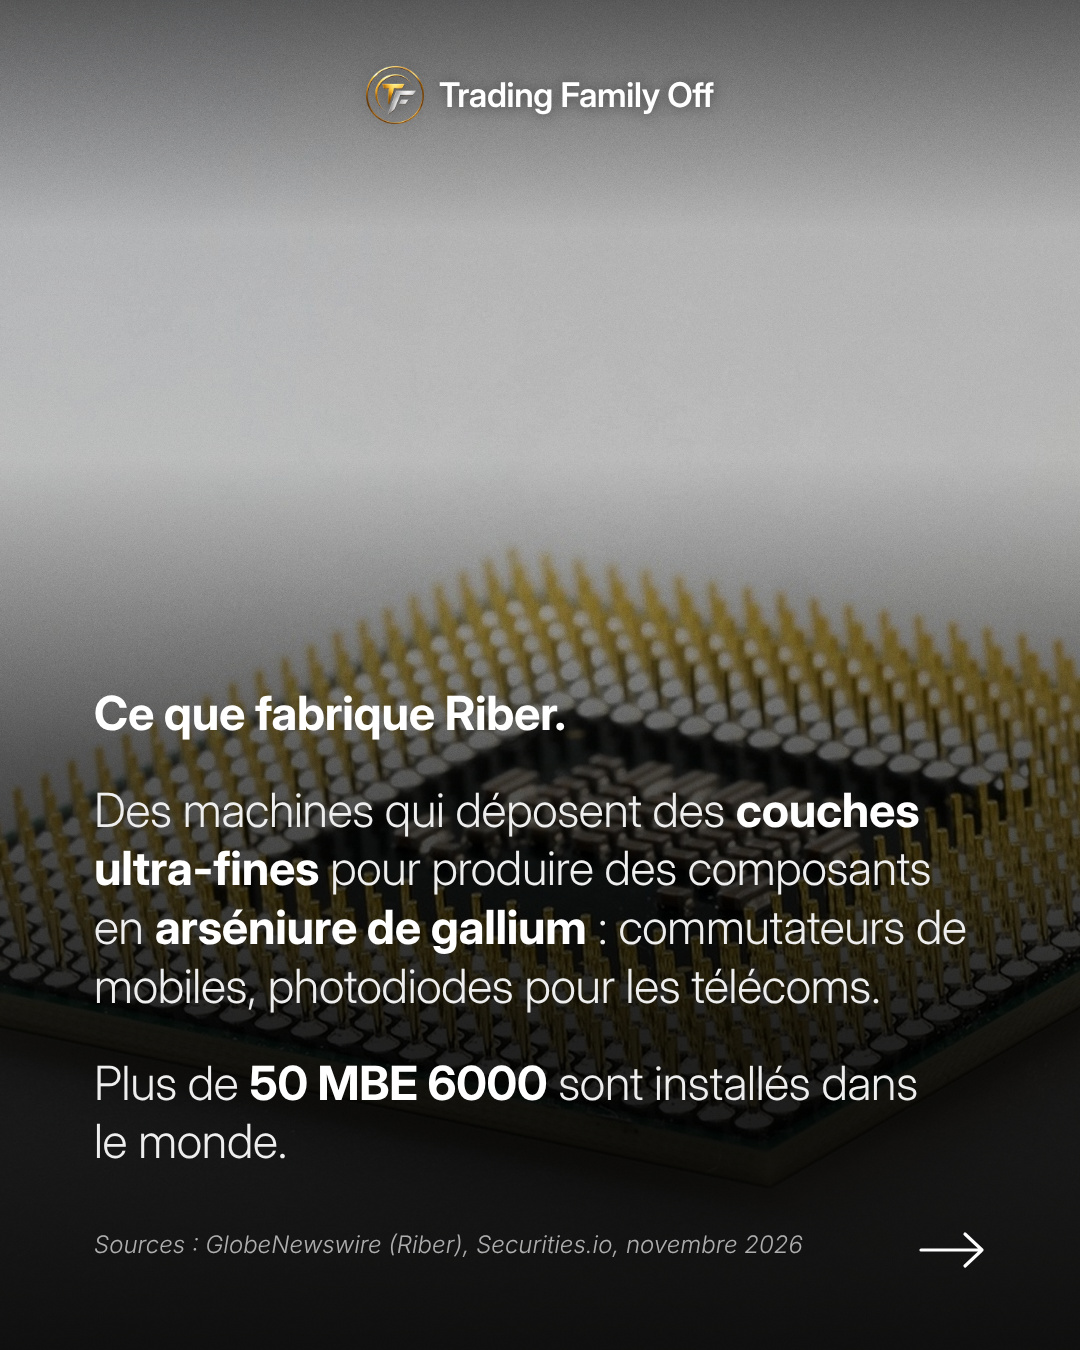 TF
Trading Family Off
Ce que fabrique Riber.
Des machines qui déposent des couches
ultra-fines pour produire des composants
en arséniure de gallium : commutateurs de
mobiles, photodiodes pour les télécoms.
Plus de 50 MBE 6000 sont installés dans
le monde.
Sources : GlobeNewswire (Riber), Securities.io, novembre 2026